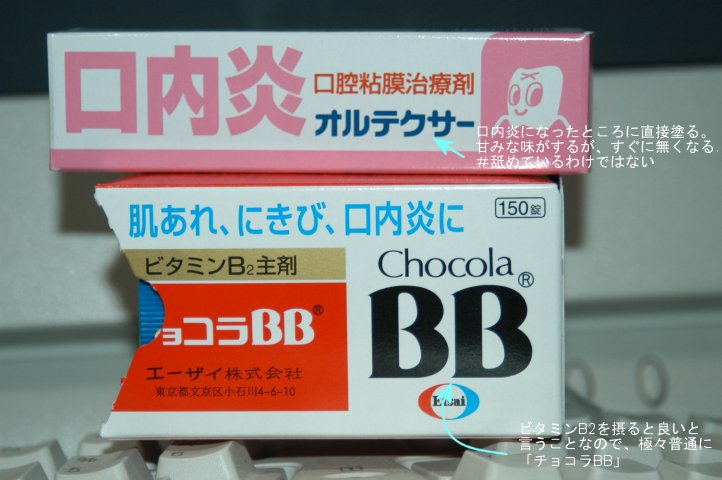 口内炎
口腔粘膜治療剤
オルテクサー
口内炎になったところに直接塗る。
甘みな味がするが、すぐに無くなる。
#舐めているわけではない
肌あれ、にきび、口内炎に
150錠
ビタミンB2主剤
Chocola
BB®
ョコラBB®
エーザイ株式会社
東京都文京区小石川4-6-10
Eisai
ビタミンB2を摂ると良いと
言うことなので、極々普通に
「チョコラBB」